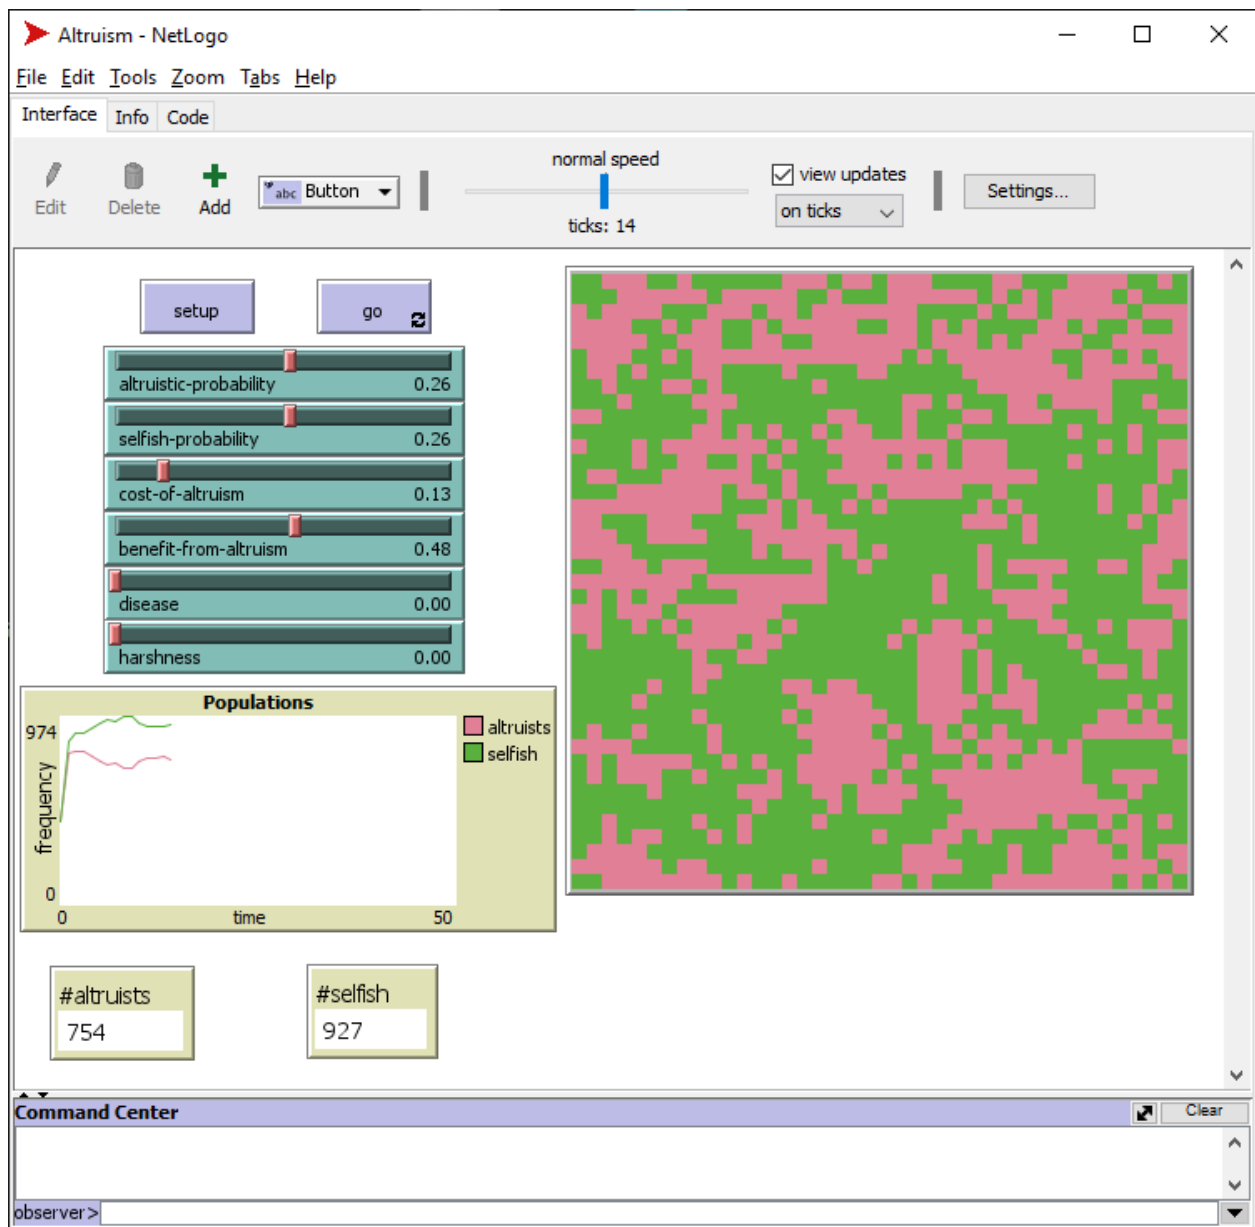 Altruism - NetLogo
File Edit Tools Zoom Tabs Help
Interface Info Code
normal speed
view updates
Edit Delete Add abc Button Settings...
on ticks
ticks: 14
setup go
altruistic-probability 0.26
selfish-probability 0.26
cost-of-altruism 0.13
benefit-from-altruism 0.48
disease 0.00
harshness 0.00
Populations
974
frequency
0
0 time 50
altruists
selfish
#altruists
754
#selfish
927
Command Center Clear
observer>